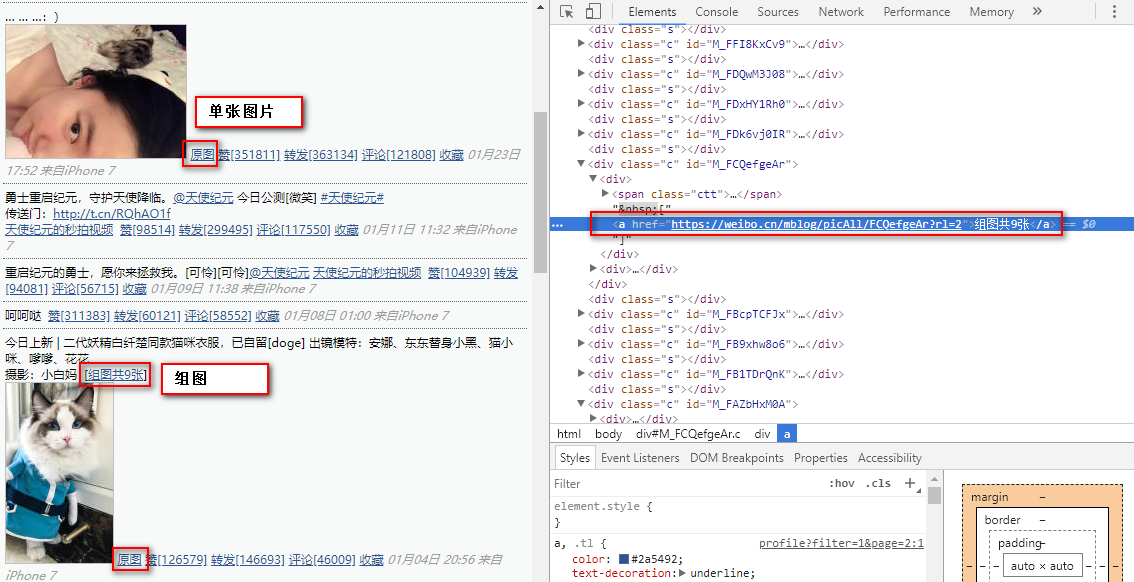 ... ... ...: )
单张图片
原图 赞[351811] 转发[363134] 评论[121808] 收藏 01月23日
17:52 来自iPhone 7
勇士重启纪元，守护天使降临。@天使纪元 今日公测[微笑] #天使纪元#
传送门：http://t.cn/RQhAO1f
天使纪元的秒拍视频 赞[98514] 转发[299495] 评论[117550] 收藏 01月11日 11:32 来自iPhone
7
重启纪元的勇士，愿你来拯救我。[可怜][可怜]@天使纪元 天使纪元的秒拍视频 赞[104939] 转发
[94081] 评论[56715] 收藏 01月09日 11:38 来自iPhone 7
呵呵哒 赞[311383] 转发[60121] 评论[58552] 收藏 01月08日 01:00 来自iPhone 7
今日上新 | 二代妖精白纤楚同款猫咪衣服，已自留[doge] 出镜模特：安娜、东东替身小黑、猫小
咪、嗲嗲、花花
摄影：小白妈 [组图共9张]
组图
原图 赞[126579] 转发[146693] 评论[46009] 收藏 01月04日 20:56 来自
iPhone 7
Elements Console Sources Network Performance Memory »
<div class="s"></div>
<div class="c" id="M_FFI8KxCv9">…</div>
<div class="s"></div>
<div class="c" id="M_FDQwM3J08">…</div>
<div class="s"></div>
<div class="c" id="M_FDxHY1Rh0">…</div>
<div class="s"></div>
<div class="c" id="M_FDk6vj0IR">…</div>
<div class="s"></div>
<div class="c" id="M_FCQefgeAr">
<div>
<span class="ctt">…</span>
"&nbsp;["
<a href="https://weibo.cn/mblog/picAll/FCQefgeAr?rl=2">组图共9张</a> == $0
"]"
</div>
<div>…</div>
</div>
<div class="s"></div>
<div class="c" id="M_FBcpTCFJx">…</div>
<div class="s"></div>
<div class="c" id="M_FB9xhw8o6">…</div>
<div class="s"></div>
<div class="c" id="M_FB1TDrQnK">…</div>
<div class="s"></div>
<div class="c" id="M_FAZbHxM0A">
<div>…</div>
html body div#M_FCQefgeAr.c div a
Styles Event Listeners DOM Breakpoints Properties Accessibility
Filter :hov .cls +
element.style {
}
a, .tl { profile?filter=1&page=2:1
color: #2a5492;
text-decoration: underline;
margin –
border –
padding–
– – – auto × auto – – –